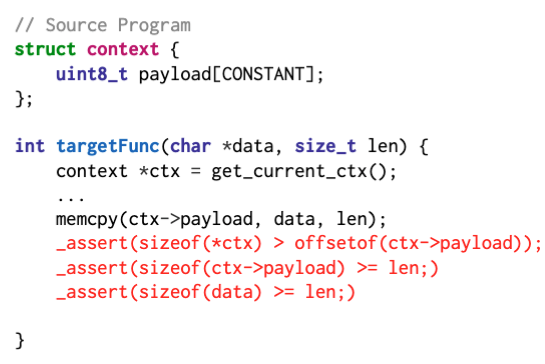 // Source Program
struct context {
    uint8_t payload[CONSTANT];
};

int targetFunc(char *data, size_t len) {
    context *ctx = get_current_ctx();
    ...
    memcpy(ctx->payload, data, len);
    _assert(sizeof(*ctx) > offsetof(ctx->payload));
    _assert(sizeof(ctx->payload) >= len;)
    _assert(sizeof(data) >= len;)

}